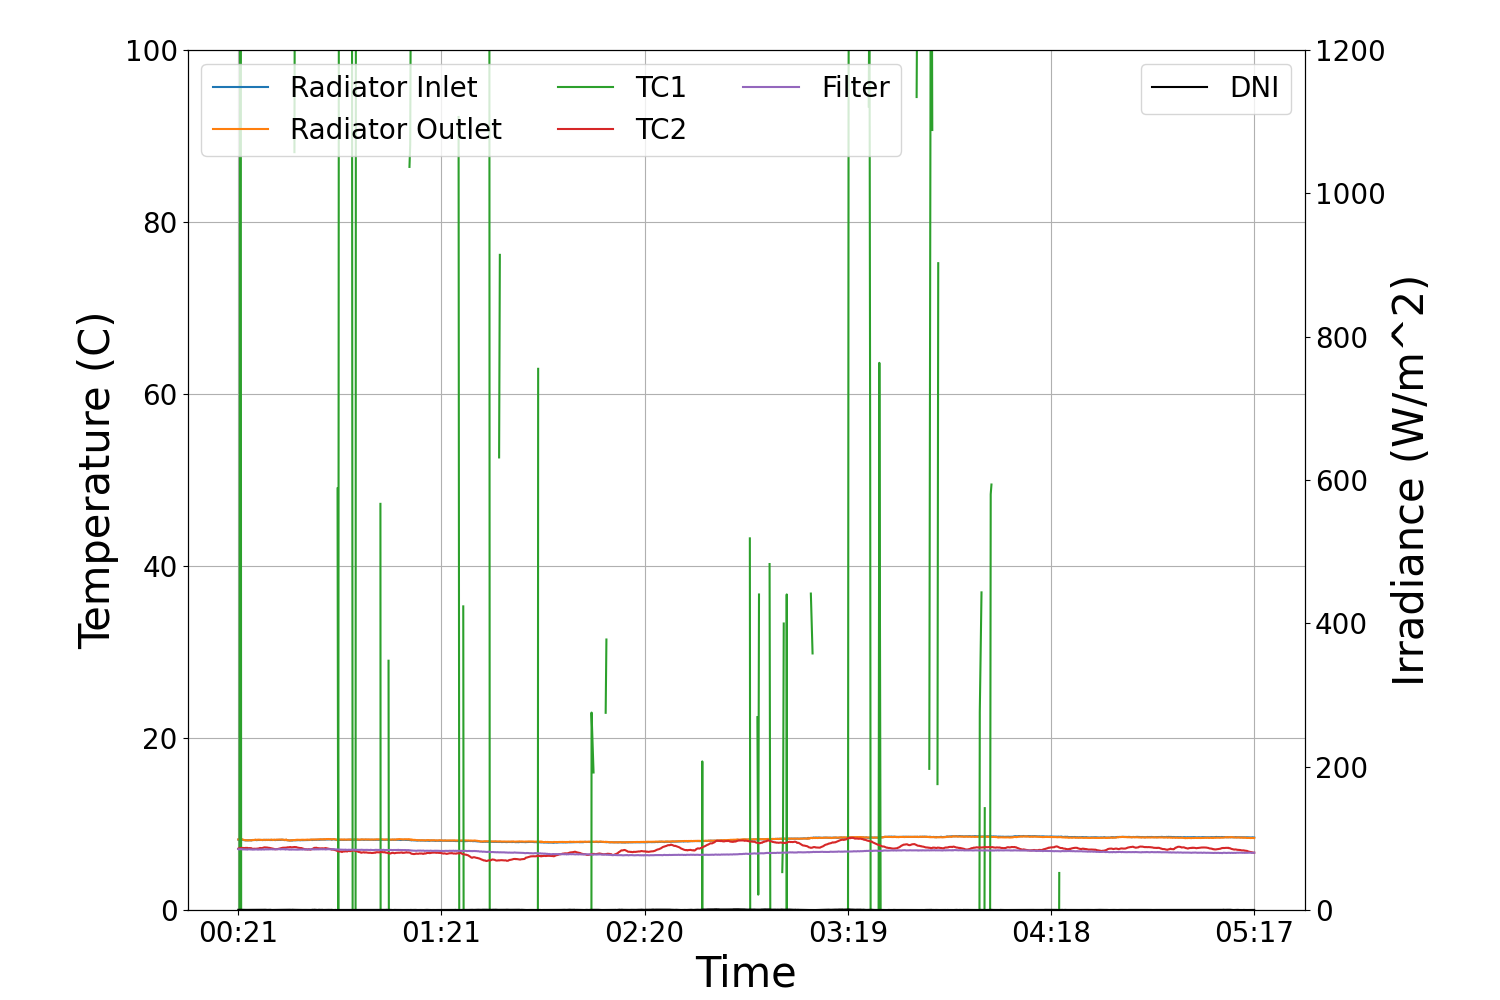 100
80
60
40
20
0
Temperature (C)
Radiator Inlet
Radiator Outlet
TC1
TC2
Filter
DNI
1200
1000
800
600
400
200
0
Irradiance (W/m^2)
00:21 01:21 02:20 03:19 04:18 05:17
Time